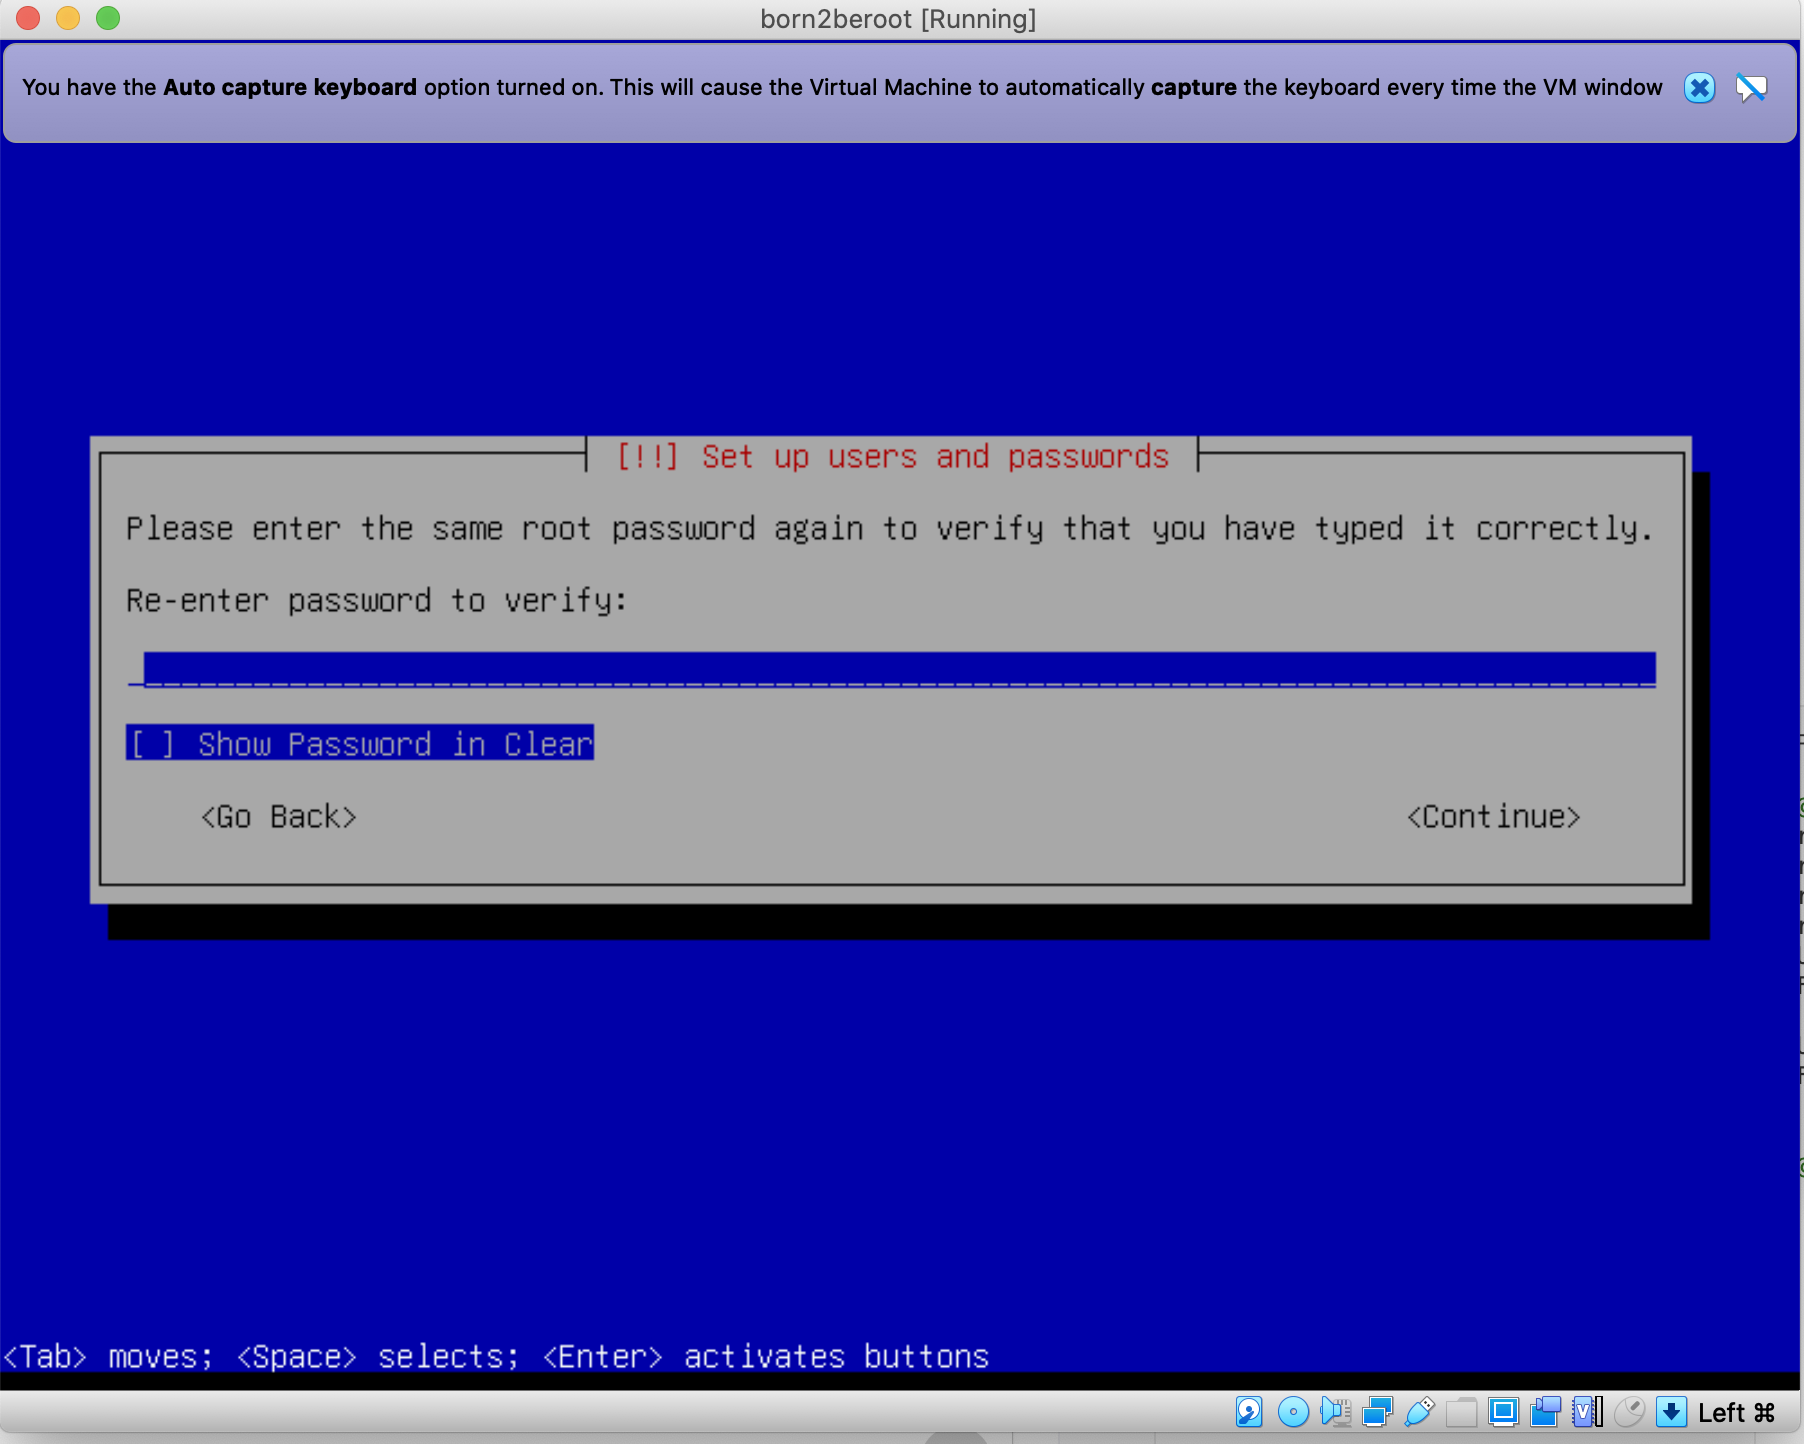 born2beroot [Running]
You have the Auto capture keyboard option turned on. This will cause the Virtual Machine to automatically capture the keyboard every time the VM window
[!!] Set up users and passwords
Please enter the same root password again to verify that you have typed it correctly.
Re-enter password to verify:
[ ] Show Password in Clear
<Go Back>
<Continue>
<Tab> moves; <Space> selects; <Enter> activates buttons
Left ⌘